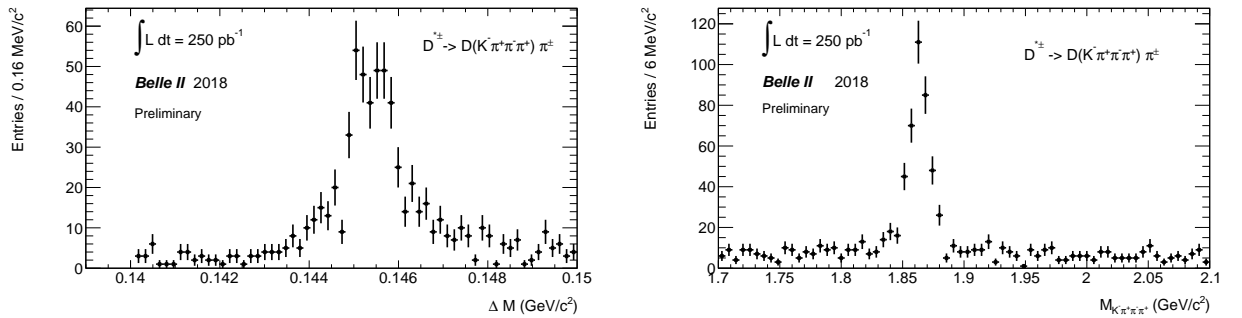 Entries / 0.16 MeV/c²
60
50
40
30
20
10
0
∫ L dt = 250 pb⁻¹
Belle II 2018
Preliminary
D*± -> D(K⁻π⁺π⁻π⁺) π±
0.14 0.142 0.144 0.146 0.148 0.15
Δ M (GeV/c²)
Entries / 6 MeV/c²
120
100
80
60
40
20
0
∫ L dt = 250 pb⁻¹
Belle II 2018
Preliminary
D*± -> D(K⁻π⁺π⁻π⁺) π±
1.7 1.75 1.8 1.85 1.9 1.95 2 2.05 2.1
M K⁻π⁺π⁻π⁺ (GeV/c²)